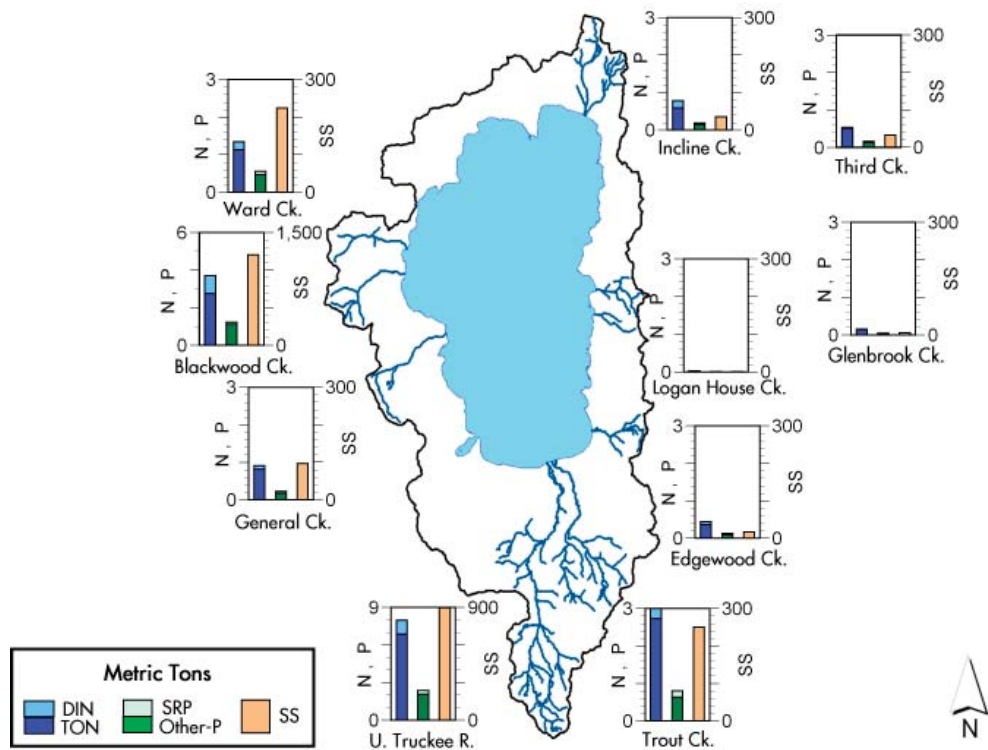 3 300
N, P SS
0 0
Incline Ck.
3 300
N, P SS
0 0
Third Ck.
3 300
N, P SS
0 0
Ward Ck.
6 1,500
N, P SS
0 0
Blackwood Ck.
3 300
N, P SS
0 0
Glenbrook Ck.
3 300
N, P SS
0 0
Logan House Ck.
3 300
N, P SS
0 0
General Ck.
3 300
N, P SS
0 0
Edgewood Ck.
9 900
N, P SS
0 0
U. Truckee R.
3 300
N, P SS
0 0
Trout Ck.
Metric Tons
DIN SRP SS
TON Other-P
N